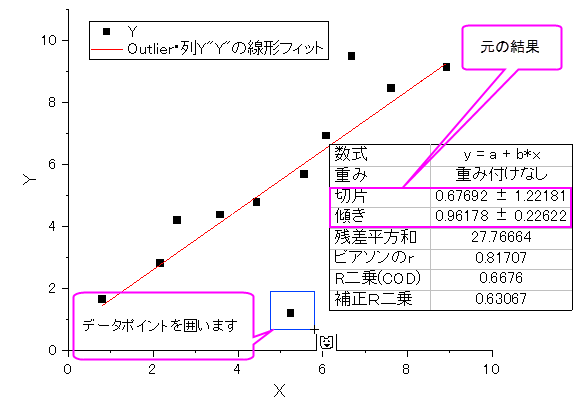 Y
Outlier・列Y"Y"の線形フィット
元の結果
10
8
6
4
2
0
Y
数式 y = a + b*x
重み 重み付けなし
切片 0.67692 ± 1.22181
傾き 0.96178 ± 0.22622
残差平方和 27.76664
ピアソンのr 0.81707
R二乗(COD) 0.6676
補正R二乗 0.63067
データポイントを囲います
0 2 4 6 8 10
X